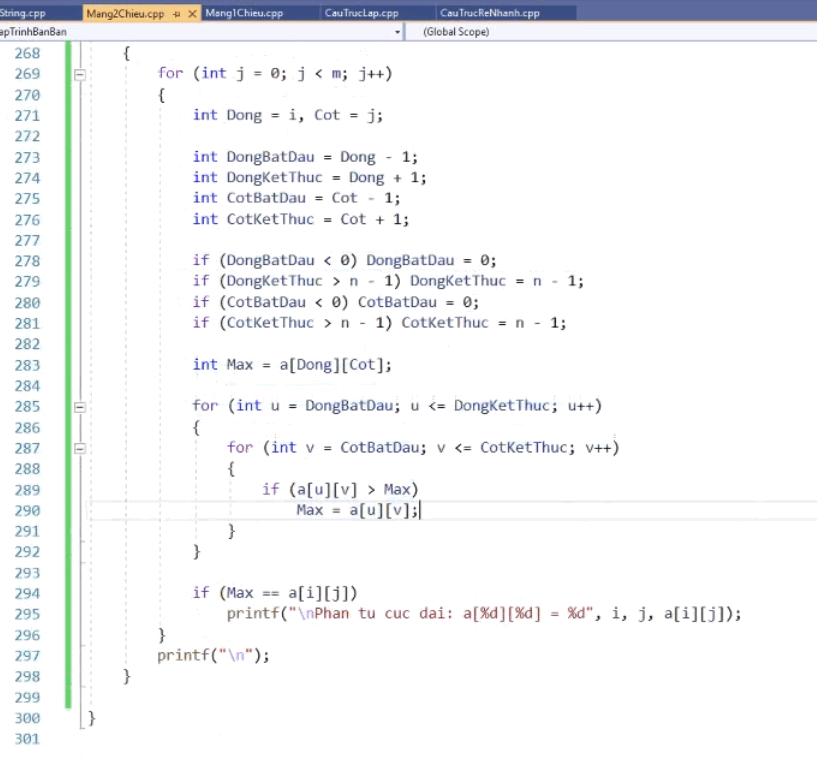 String.cpp Mang2Chieu.cpp Mang1Chieu.cpp CauTrucLap.cpp CauTrucReNhanh.cpp
apTrinhBanBan (Global Scope)
268 {
269 for (int j = 0; j < m; j++)
270 {
271 int Dong = i, Cot = j;
272
273 int DongBatDau = Dong - 1;
274 int DongKetThuc = Dong + 1;
275 int CotBatDau = Cot - 1;
276 int CotKetThuc = Cot + 1;
277
278 if (DongBatDau < 0) DongBatDau = 0;
279 if (DongKetThuc > n - 1) DongKetThuc = n - 1;
280 if (CotBatDau < 0) CotBatDau = 0;
281 if (CotKetThuc > n - 1) CotKetThuc = n - 1;
282
283 int Max = a[Dong][Cot];
284
285 for (int u = DongBatDau; u <= DongKetThuc; u++)
286 {
287 for (int v = CotBatDau; v <= CotKetThuc; v++)
288 {
289 if (a[u][v] > Max)
290 Max = a[u][v];
291 }
292 }
293
294 if (Max == a[i][j])
295 printf("\nPhan tu cuc dai: a[%d][%d] = %d", i, j, a[i][j]);
296 }
297 printf("\n");
298 }
299
300 }
301